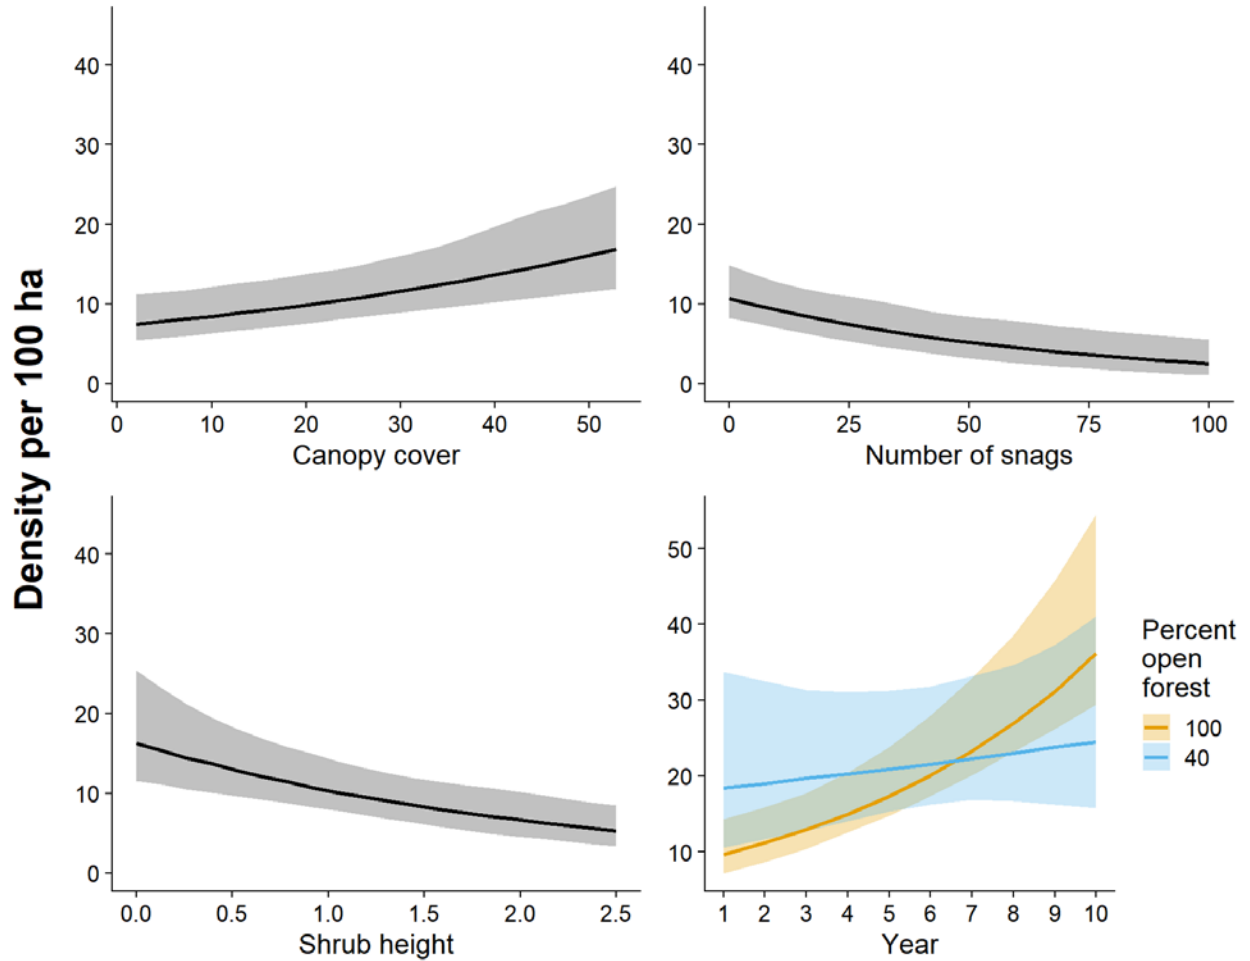 Density per 100 ha
40
30
20
10
0
0 10 20 30 40 50
Canopy cover
40
30
20
10
0
0 25 50 75 100
Number of snags
40
30
20
10
0
0.0 0.5 1.0 1.5 2.0 2.5
Shrub height
50
40
30
20
10
1 2 3 4 5 6 7 8 9 10
Year
Percent
open
forest
100
40